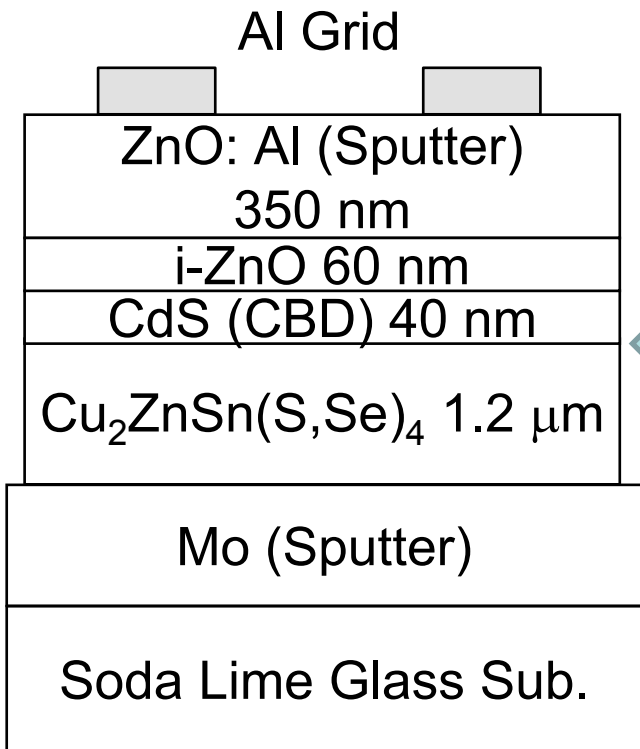 Al Grid
ZnO: Al (Sputter)
350 nm
i-ZnO 60 nm
CdS (CBD) 40 nm
Cu₂ZnSn(S,Se)₄ 1.2 μm
Mo (Sputter)
Soda Lime Glass Sub.